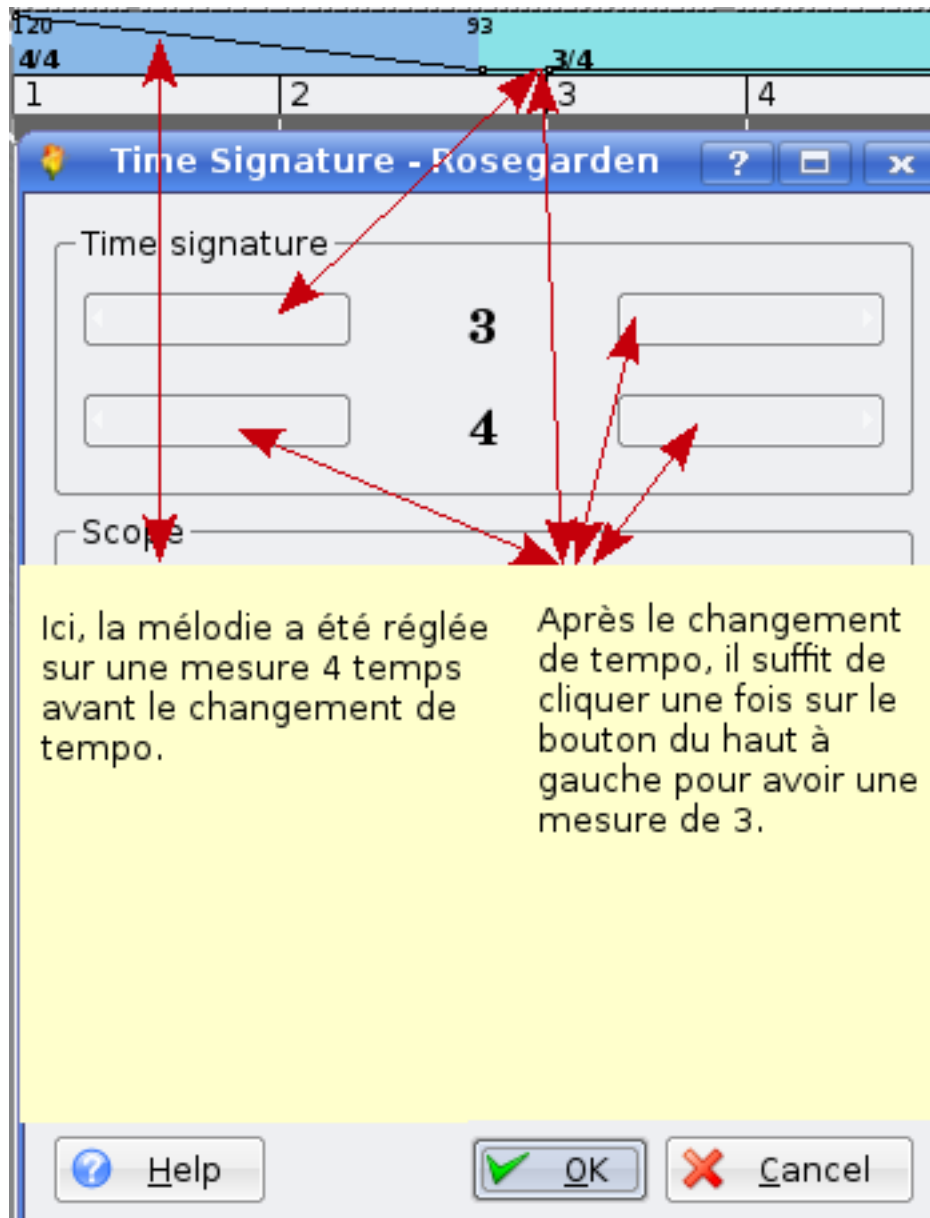 120 93
4/4 3/4
1 2 3 4
Time Signature - Rosegarden ?
Time signature
3
4
Scope
Ici, la mélodie a été réglée
sur une mesure 4 temps
avant le changement de
tempo.
Après le changement
de tempo, il suffit de
cliquer une fois sur le
bouton du haut à
gauche pour avoir une
mesure de 3.
? Help OK Cancel